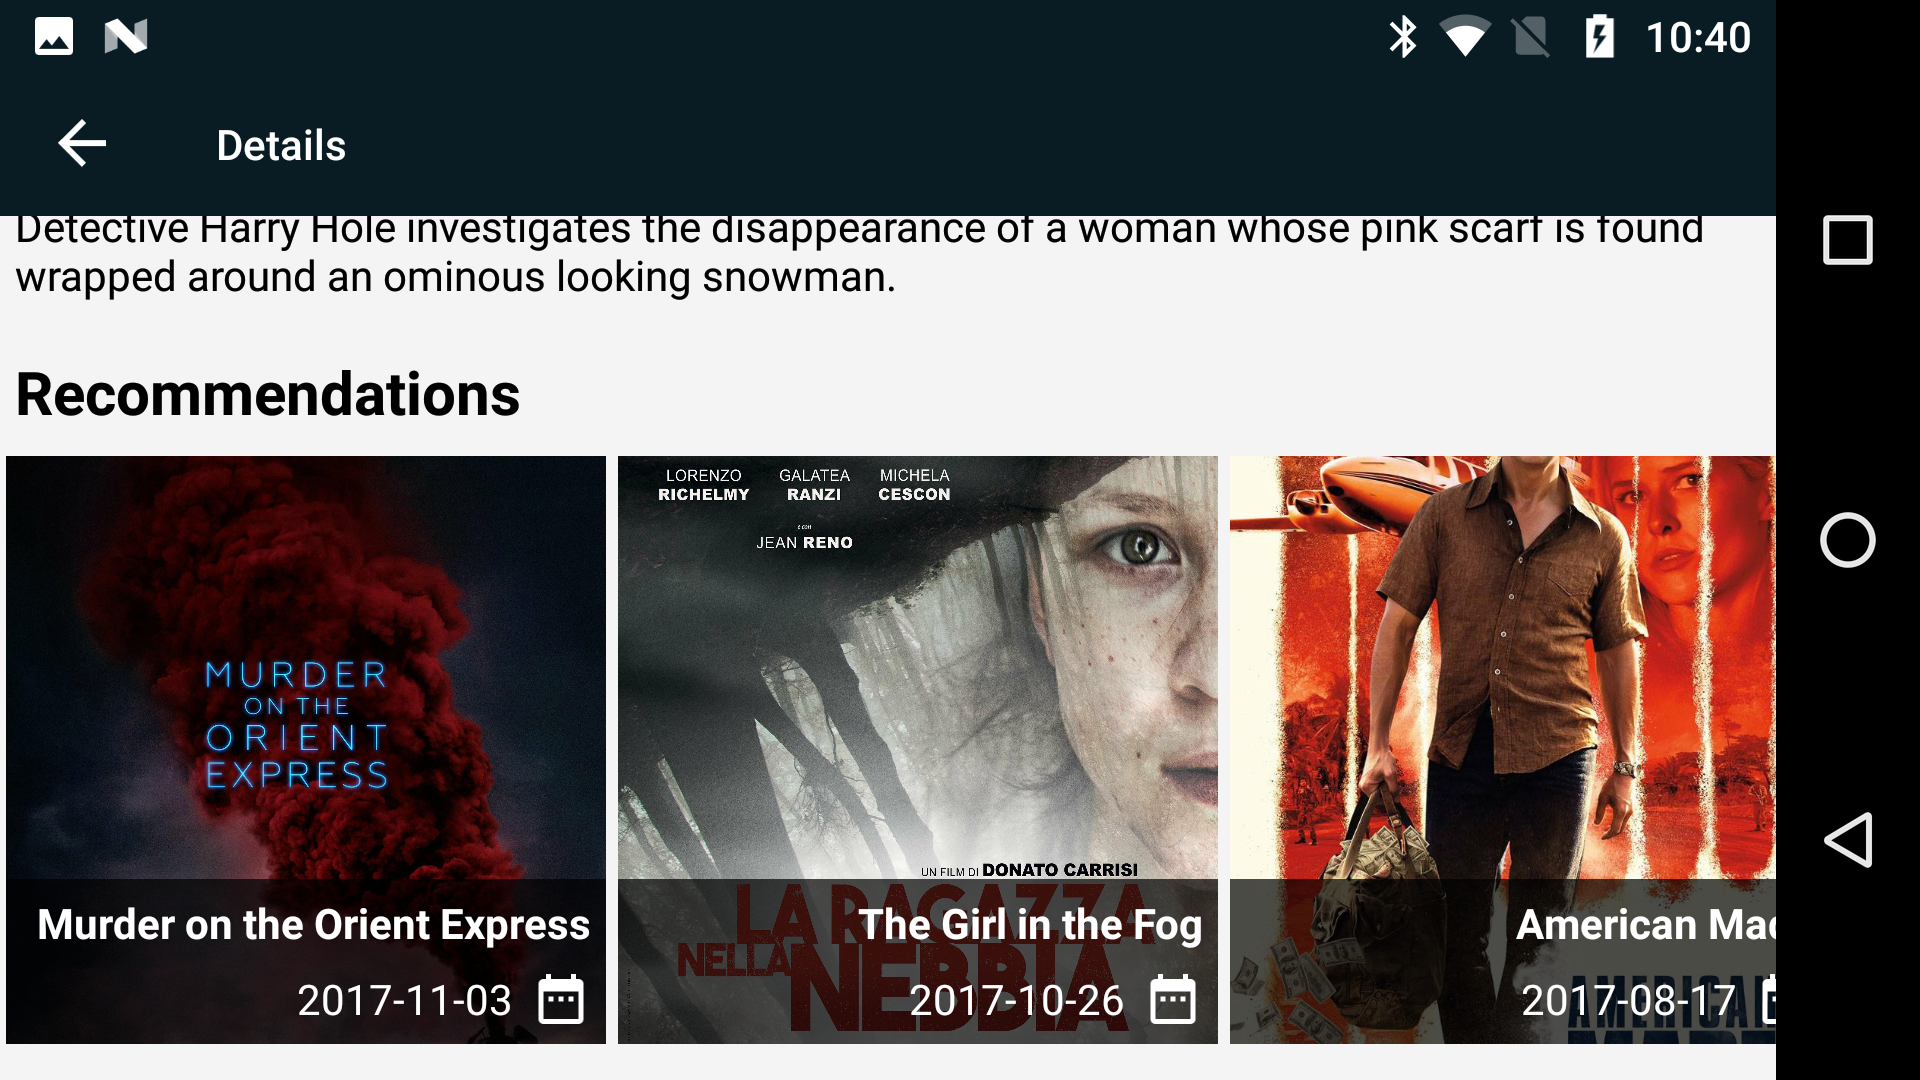 10:40
Details
Detective Harry Hole investigates the disappearance of a woman whose pink scarf is found
wrapped around an ominous looking snowman.
Recommendations
LORENZO RICHELMY
GALATEA RANZI
MICHELA CESCON
e con
JEAN RENO
MURDER
ON THE
ORIENT
EXPRESS
UN FILM DI DONATO CARRISI
LA RAGAZZA
NELLA NEBBIA
Murder on the Orient Express
2017-11-03
The Girl in the Fog
2017-10-26
American Mad
2017-08-17
AMERICAN